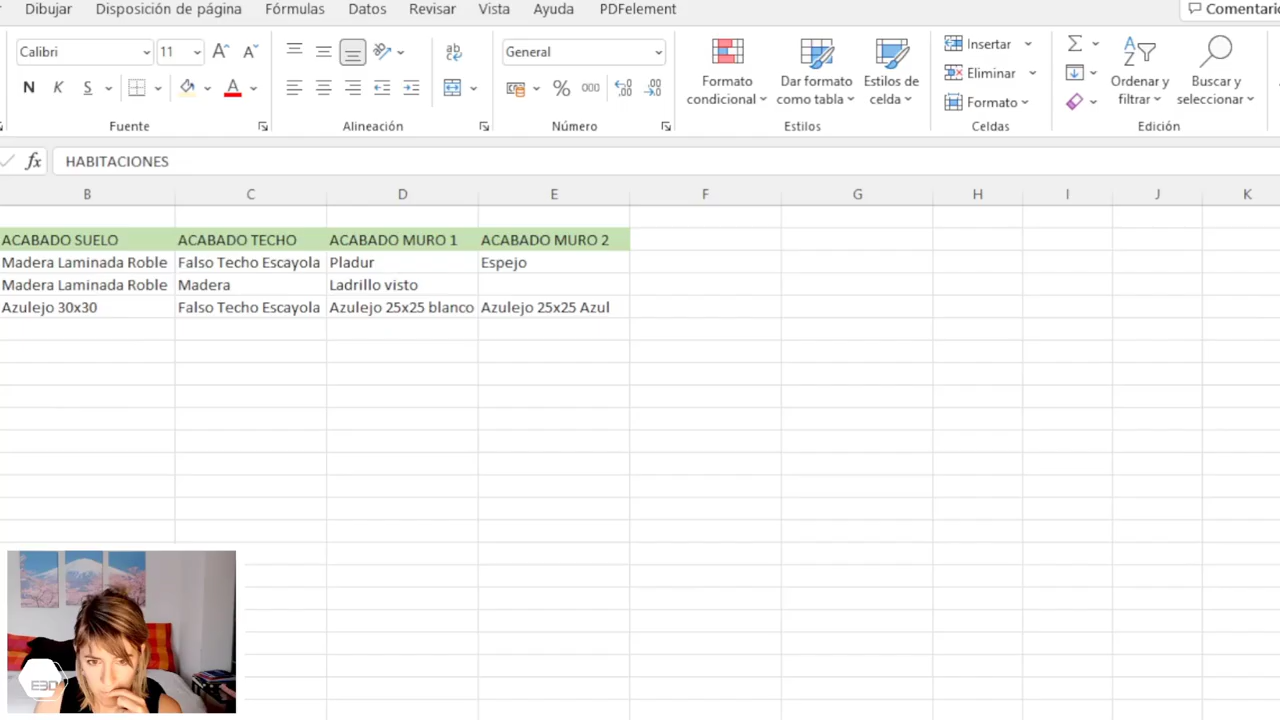 Dibujar Disposición de página Fórmulas Datos Revisar Vista Ayuda PDFelement Comentario
Calibri 11 General Insertar
Eliminar
Formato
N K S % 000
Formato condicional
Dar formato como tabla
Estilos de celda
Ordenar y filtrar
Buscar y seleccionar
Fuente Alineación Número Estilos Celdas Edición
fx HABITACIONES
B C D E F G H I J K
ACABADO SUELO ACABADO TECHO ACABADO MURO 1 ACABADO MURO 2
Madera Laminada Roble Falso Techo Escayola Pladur Espejo
Madera Laminada Roble Madera Ladrillo visto
Azulejo 30x30 Falso Techo Escayola Azulejo 25x25 blanco Azulejo 25x25 Azul
E3D